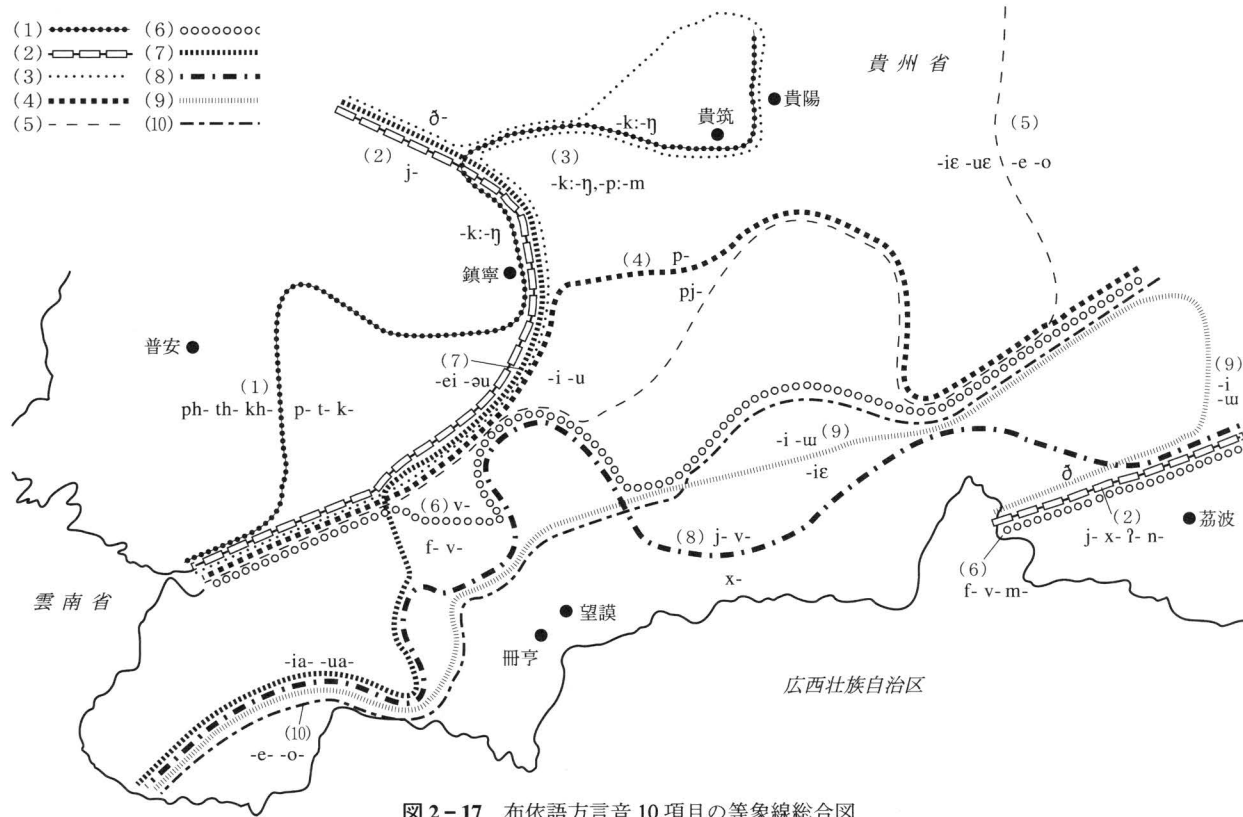 (1)
(2)
(3)
(4)
(5)
(6)
(7)
(8)
(9)
(10)
貴州省
貴陽
貴筑
ð-
-k:-ŋ
(2)
j-
(3)
-k:-ŋ,-p:-m
(5)
-iɛ -uɛ -e -o
-k:-ŋ
鎮寧
(4)
p-
pj-
普安
(7)
-ei -əu
-i -u
(1)
ph- th- kh-
p- t- k-
(9)
-i
-ɯ
-i -ɯ (9)
-iɛ
ð
(6) v-
f- v-
(8) j- v-
x-
(2)
j- x- ʔ- n-
荔波
(6)
f- v- m-
雲南省
望謨
冊亨
-ia- -ua-
(10)
-e- -o-
広西壮族自治区
図2-17 布依語方言音10項目の等象線総合図